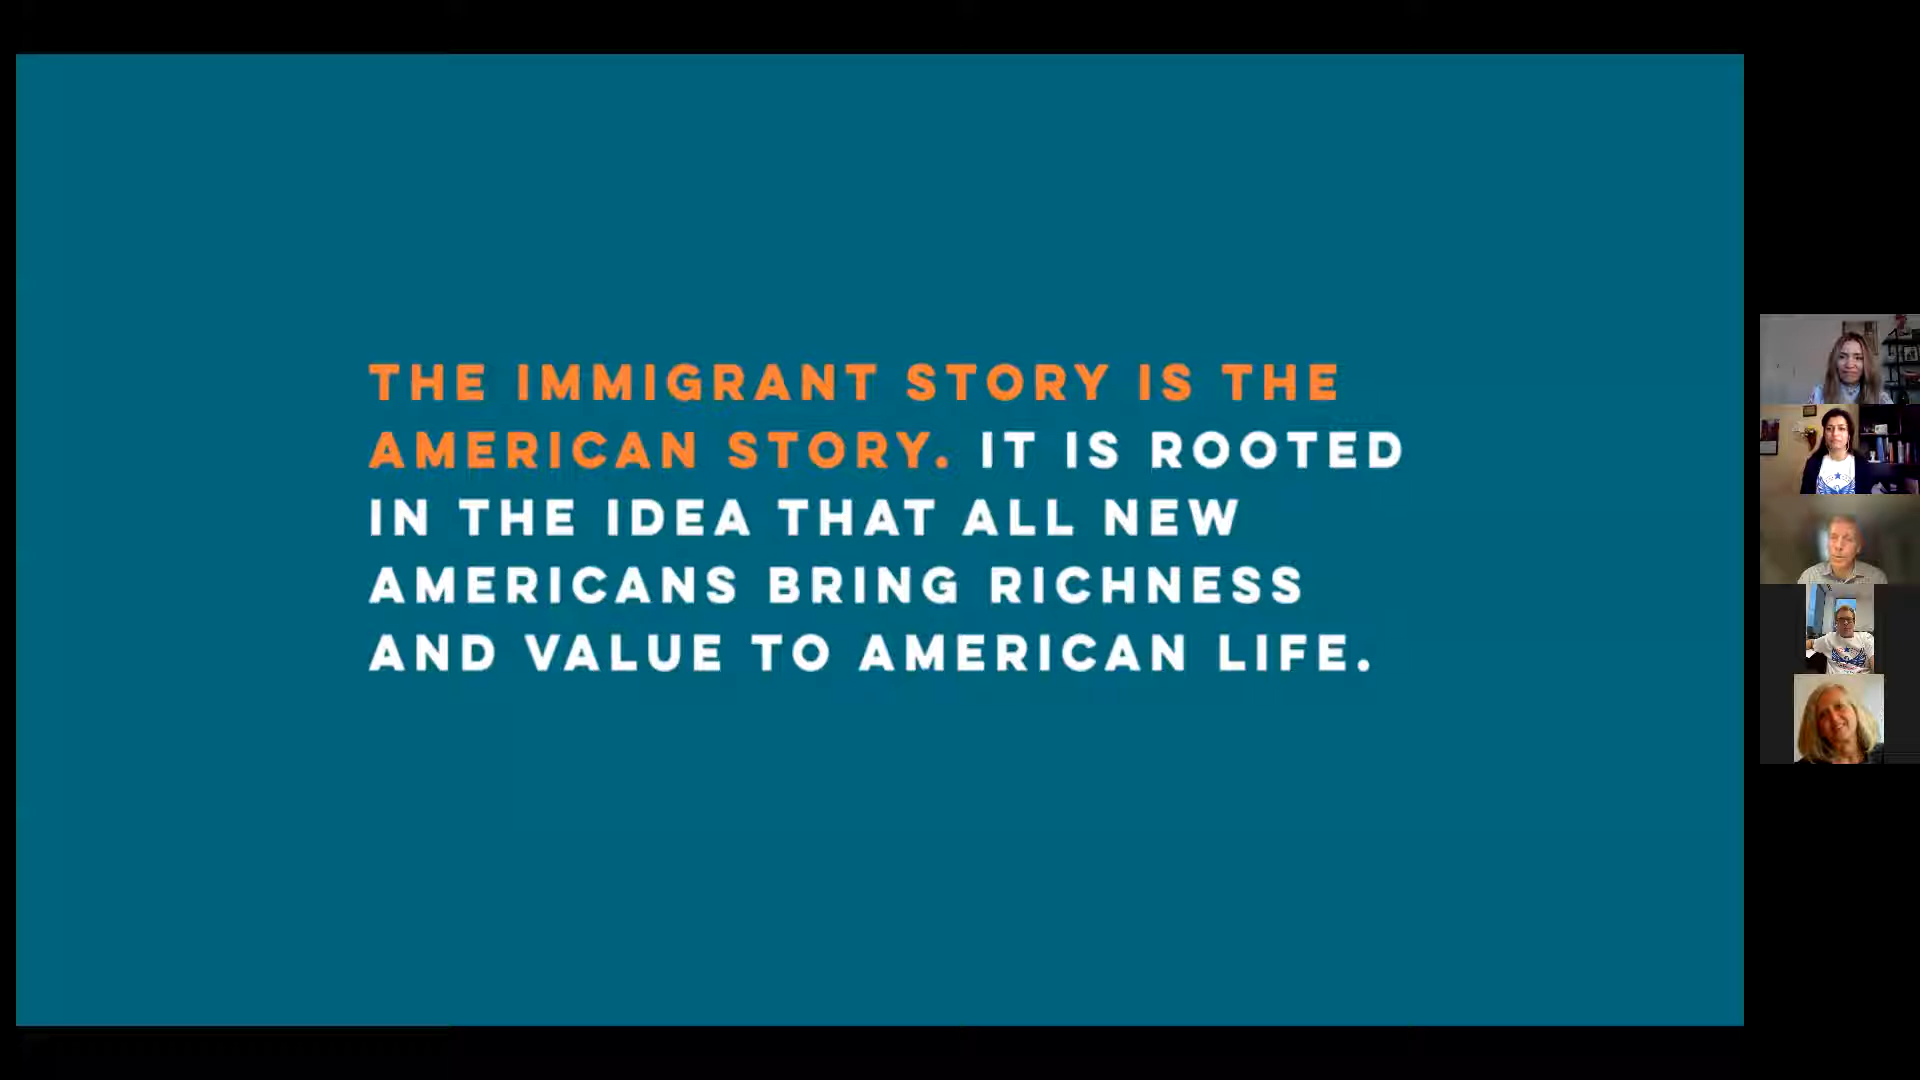 THE IMMIGRANT STORY IS THE
AMERICAN STORY. IT IS ROOTED
IN THE IDEA THAT ALL NEW
AMERICANS BRING RICHNESS
AND VALUE TO AMERICAN LIFE.